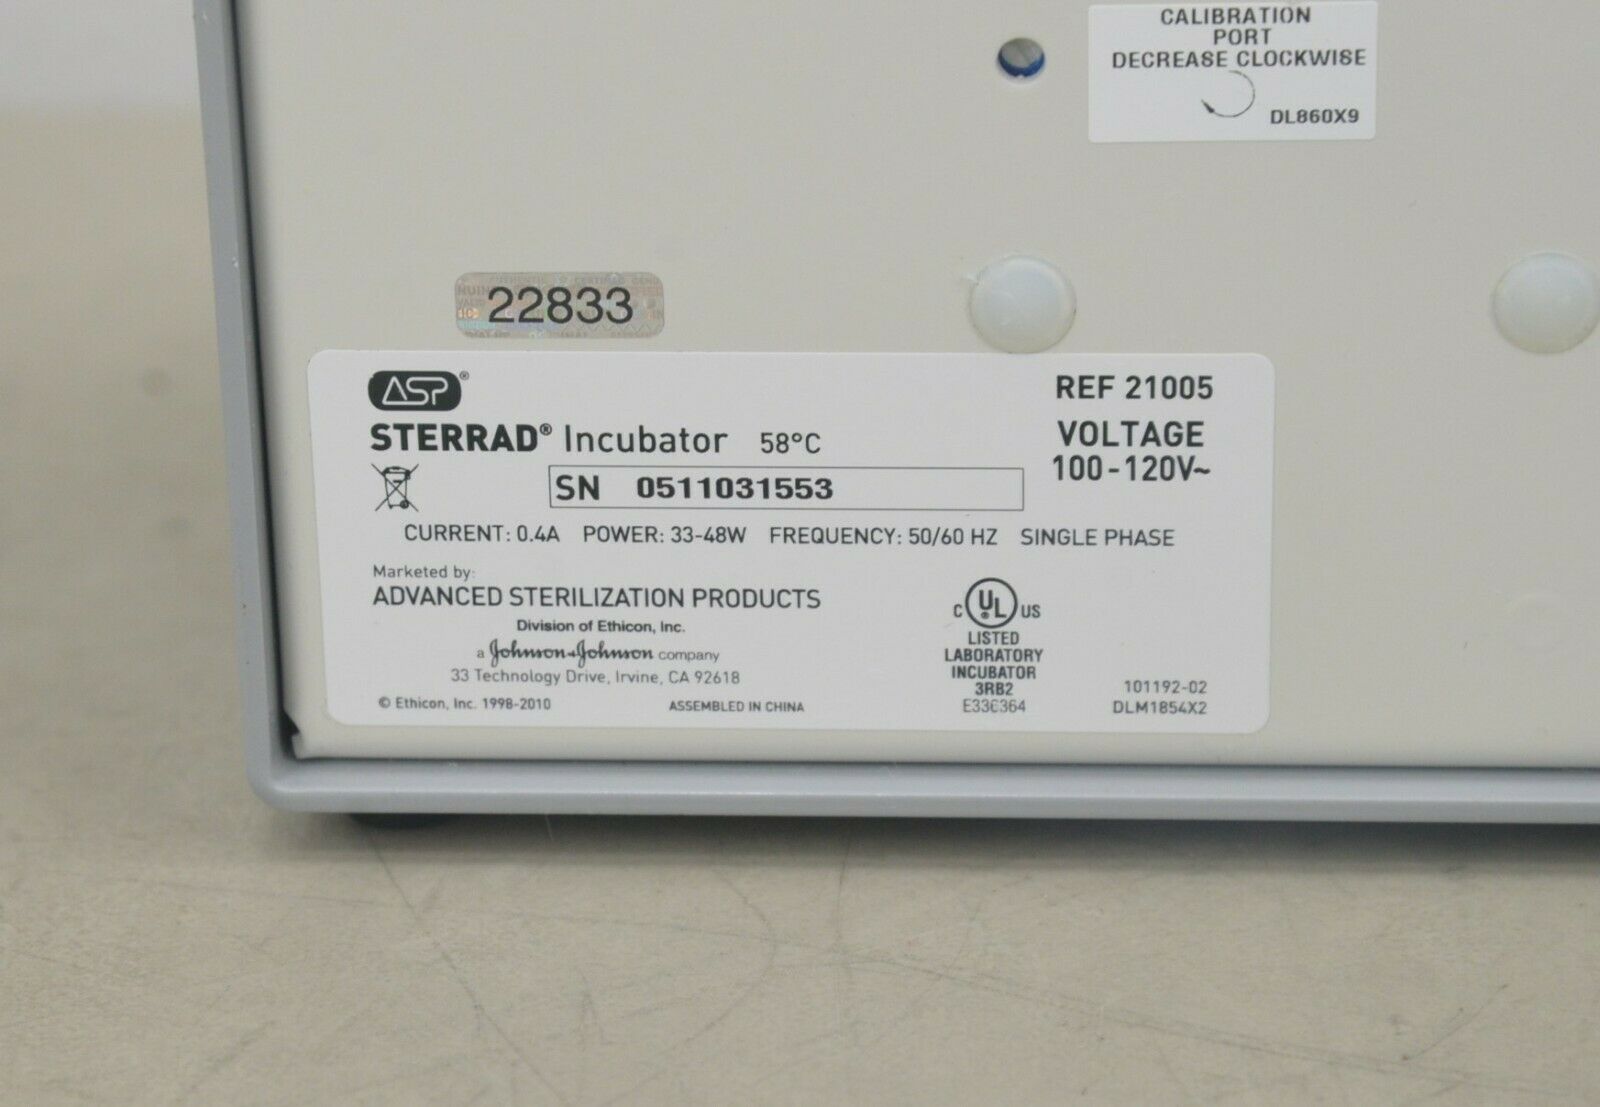 CALIBRATION
PORT
DECREASE CLOCKWISE
DL860X9
22833
ASP®
REF 21005
STERRAD® Incubator 58°C
VOLTAGE
100-120V~
SN 0511031553
CURRENT: 0.4A POWER: 33-48W FREQUENCY: 50/60 HZ SINGLE PHASE
Marketed by:
ADVANCED STERILIZATION PRODUCTS
Division of Ethicon, Inc.
a Johnson & Johnson company
33 Technology Drive, Irvine, CA 92618
© Ethicon, Inc. 1998-2010
ASSEMBLED IN CHINA
C UL US
LISTED
LABORATORY
INCUBATOR
3RB2
E336364
101192-02
DLM1854X2